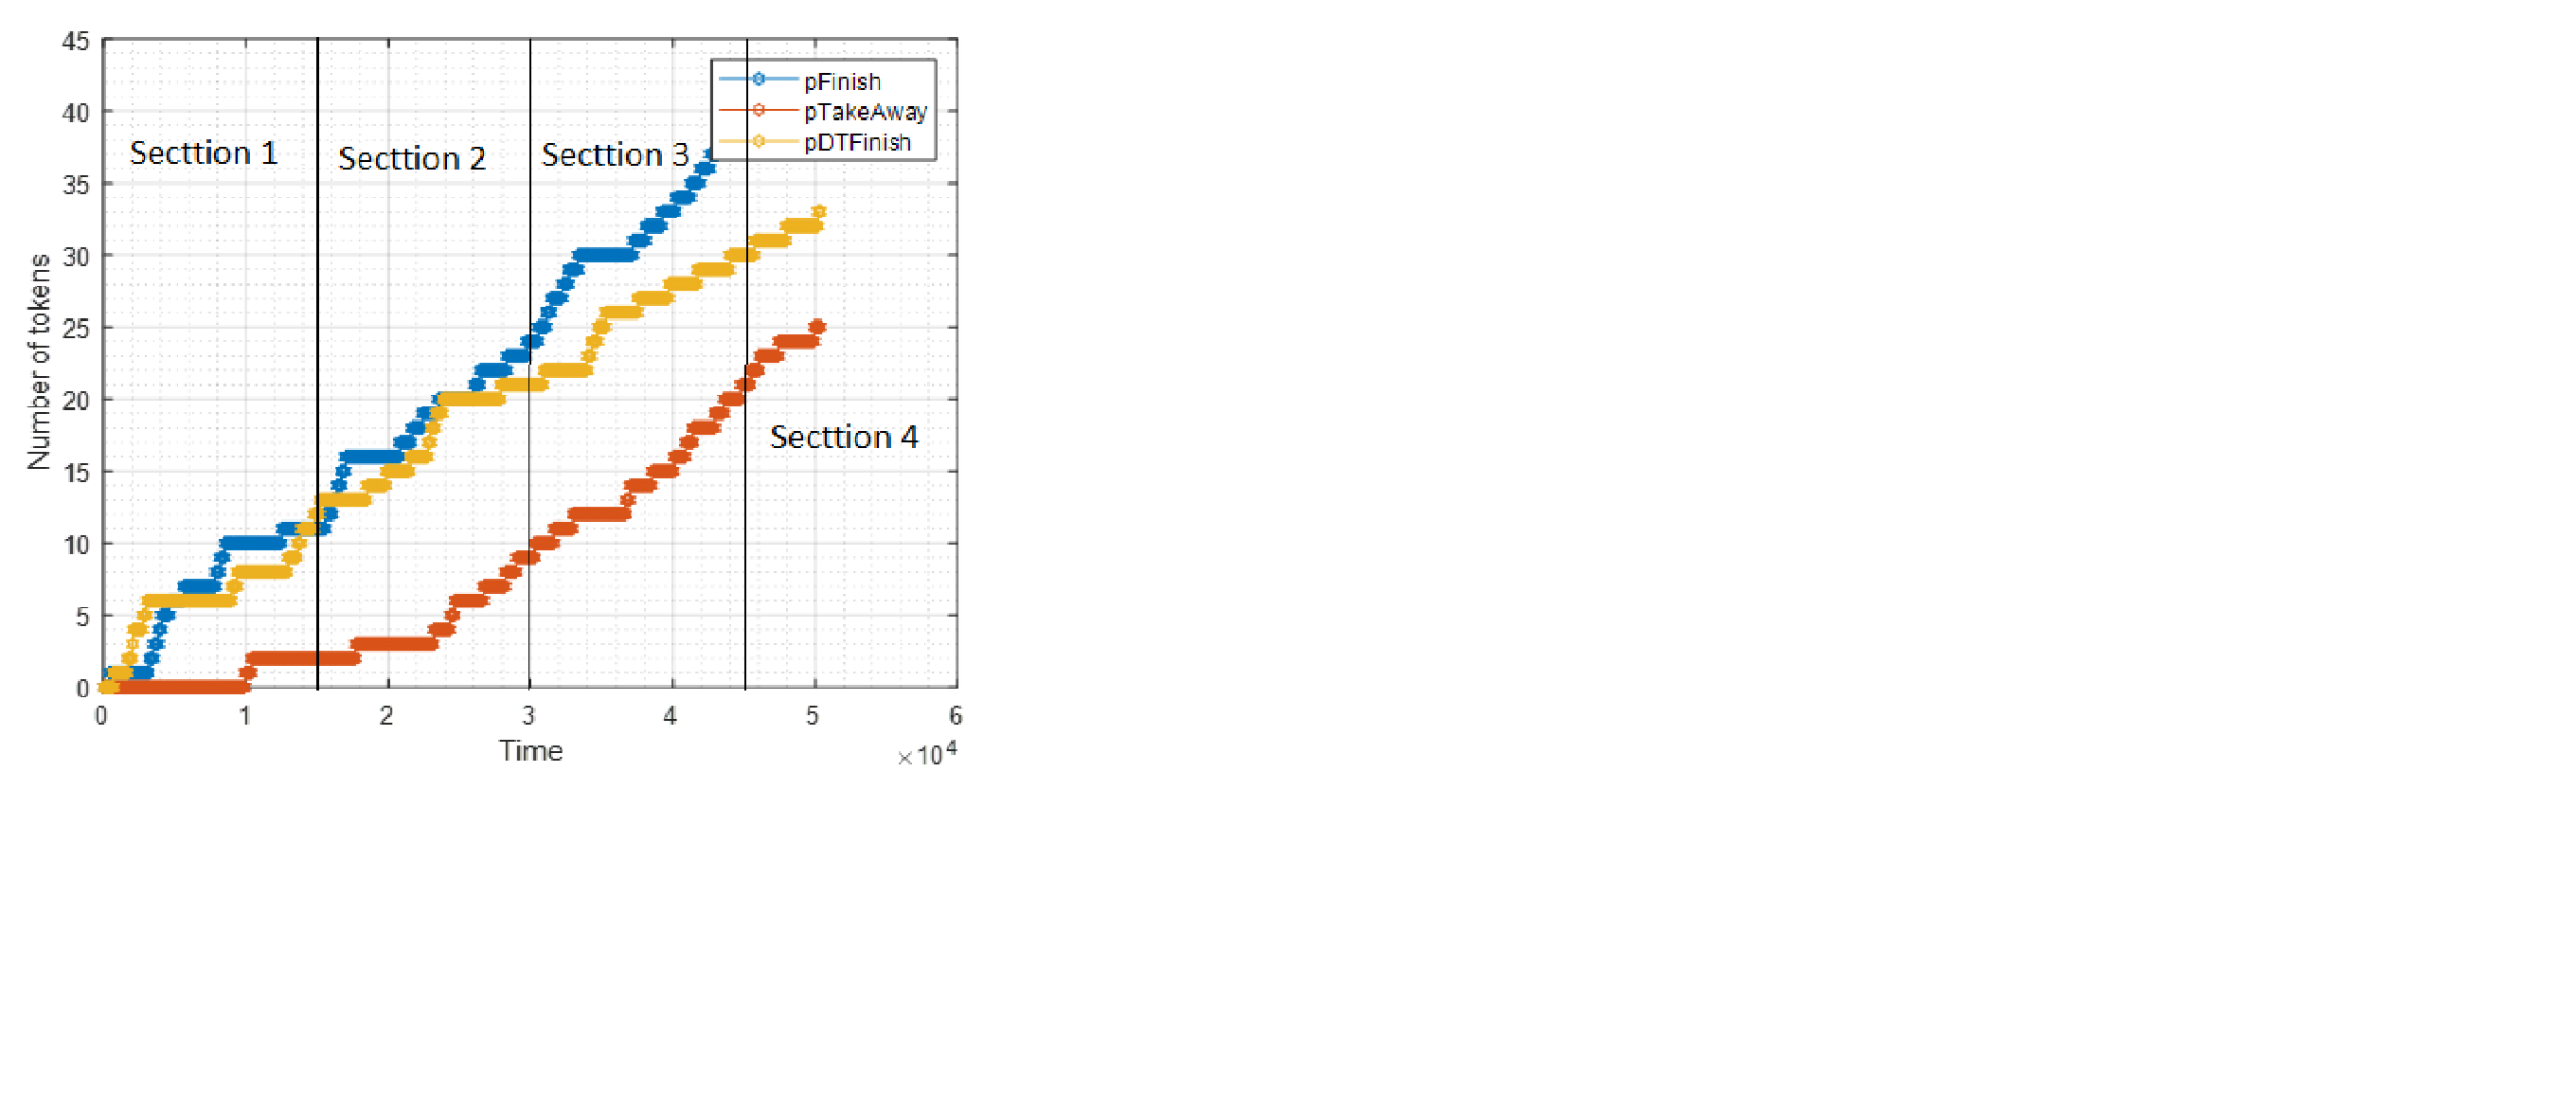 45
40
35
30
25
20
15
10
5
0
Number of tokens
Secttion 1
Secttion 2
Secttion 3
Secttion 4
pFinish
pTakeAway
pDTFinish
0 1 2 3 4 5 6
Time
×10⁴